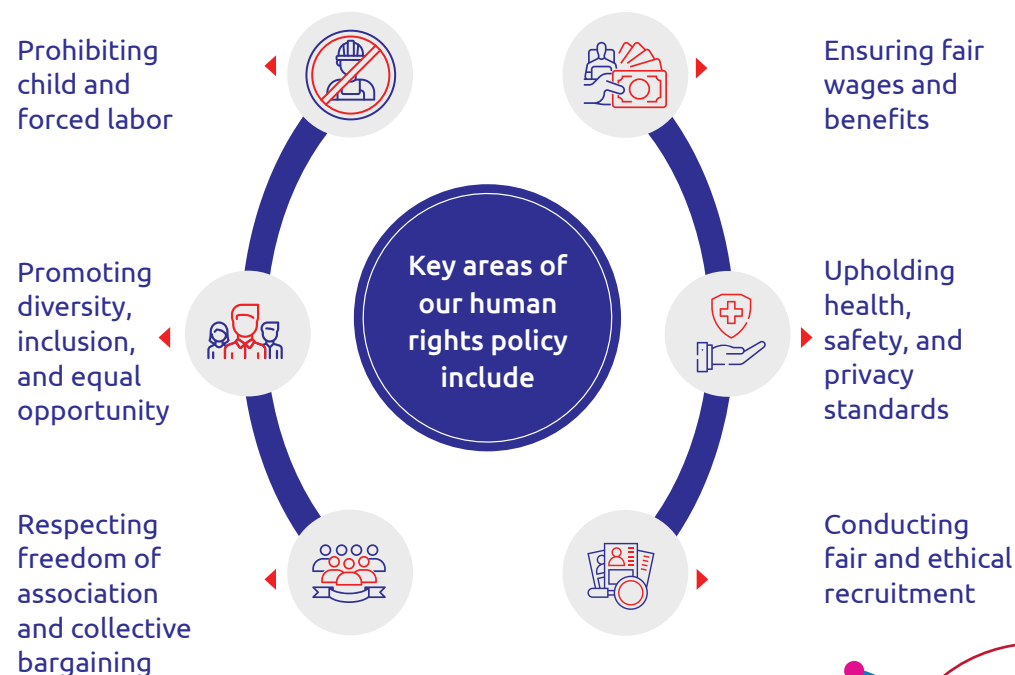 Prohibiting
child and
forced labor
Ensuring fair
wages and
benefits
Key areas of
our human
rights policy
include
Promoting
diversity,
inclusion,
and equal
opportunity
Upholding
health,
safety, and
privacy
standards
Respecting
freedom of
association
and collective
bargaining
Conducting
fair and ethical
recruitment